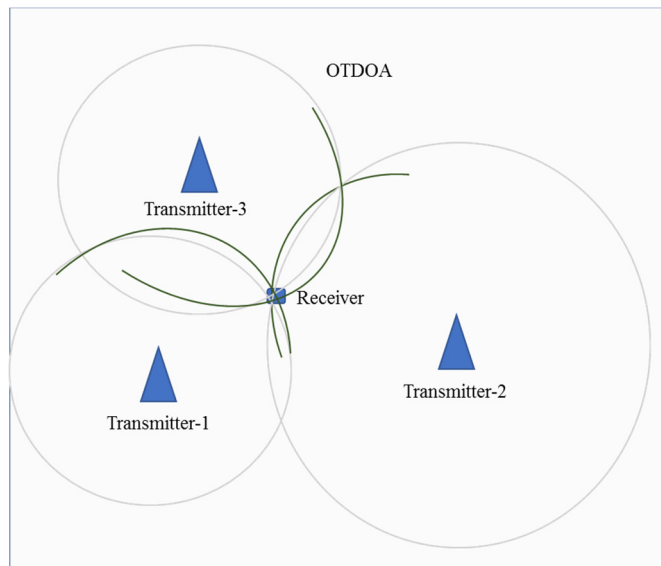 OTDOA
Transmitter-3
Receiver
Transmitter-2
Transmitter-1